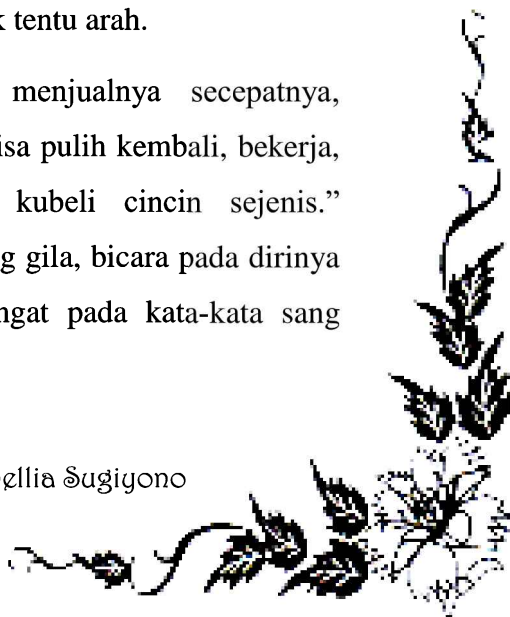 k tentu arah.
menjualnya secepatnya,
isa pulih kembali, bekerja,
kubeli cincin sejenis.”
g gila, bicara pada dirinya
ngat pada kata-kata sang
ellia Sugiyono